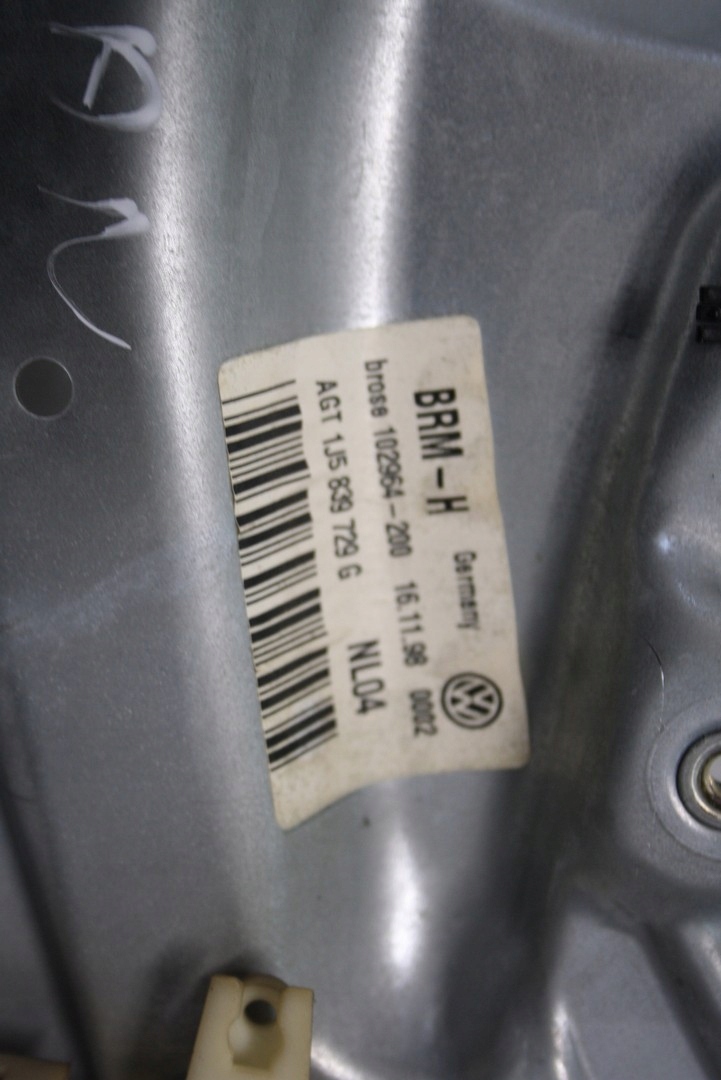 BRM-H Germany
brose 102964-200 16.11.98 0002
AGT 1J5 839 729 G NL04